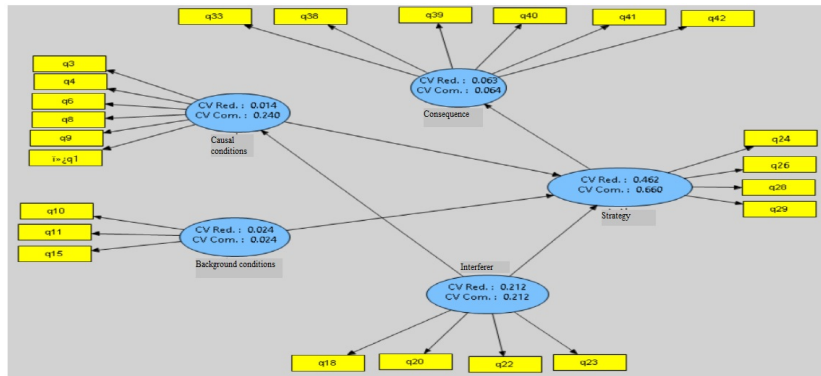 q33
q38
q39
q40
q41
q42
CV Red. : 0.063
CV Com. : 0.064
Consequence
q3
q4
q6
q8
q9
ï»¿q1
CV Red. : 0.014
CV Com. : 0.240
Causal
conditions
q24
q26
q28
q29
CV Red. : 0.462
CV Com. : 0.660
Strategy
q10
q11
q15
CV Red. : 0.024
CV Com. : 0.024
Background conditions
Interferer
CV Red. : 0.212
CV Com. : 0.212
q18
q20
q22
q23